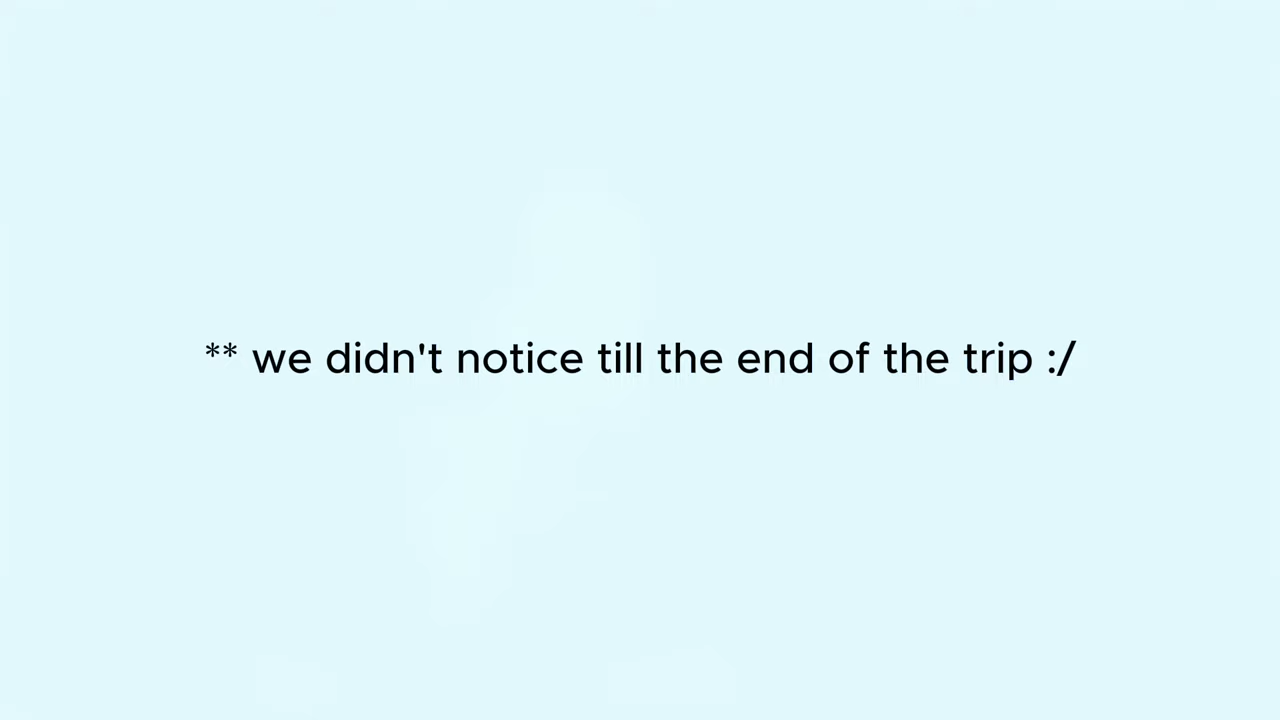 ** we didn't notice till the end of the trip :/